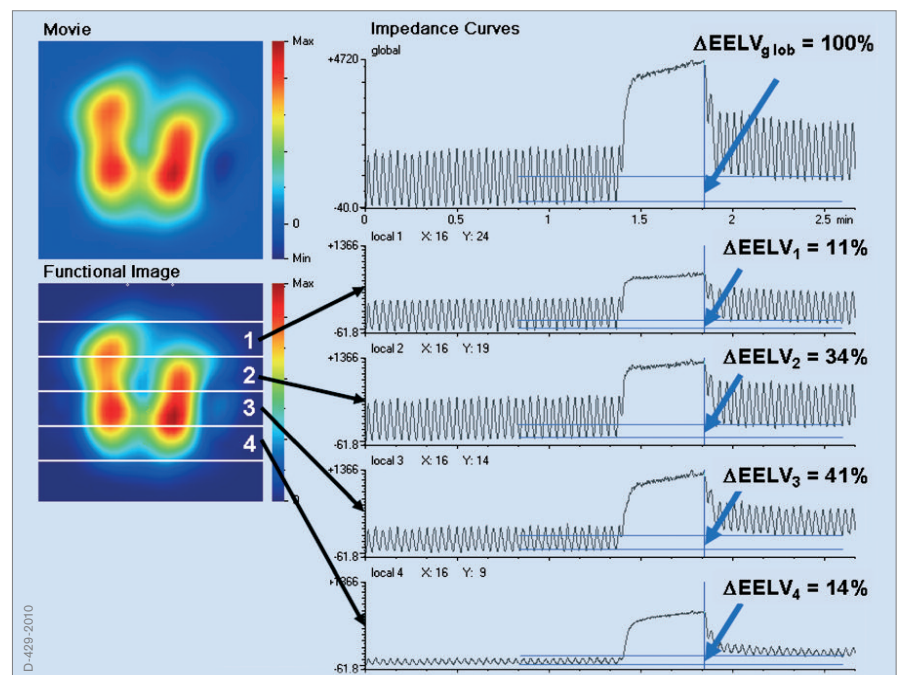 Movie
Max
0
Min
Functional Image
Max
1
2
3
4
0
Impedance Curves
global
ΔEELVglob = 100%
+4720
-40.0
0 0.5 1 1.5 2 2.5 min
local 1 X: 16 Y: 24
ΔEELV1 = 11%
+1366
-61.8
local 2 X: 16 Y: 19
ΔEELV2 = 34%
+1366
-61.8
local 3 X: 16 Y: 14
ΔEELV3 = 41%
+1366
-61.8
local 4 X: 16 Y: 9
ΔEELV4 = 14%
+1366
-61.8
D-429-2010